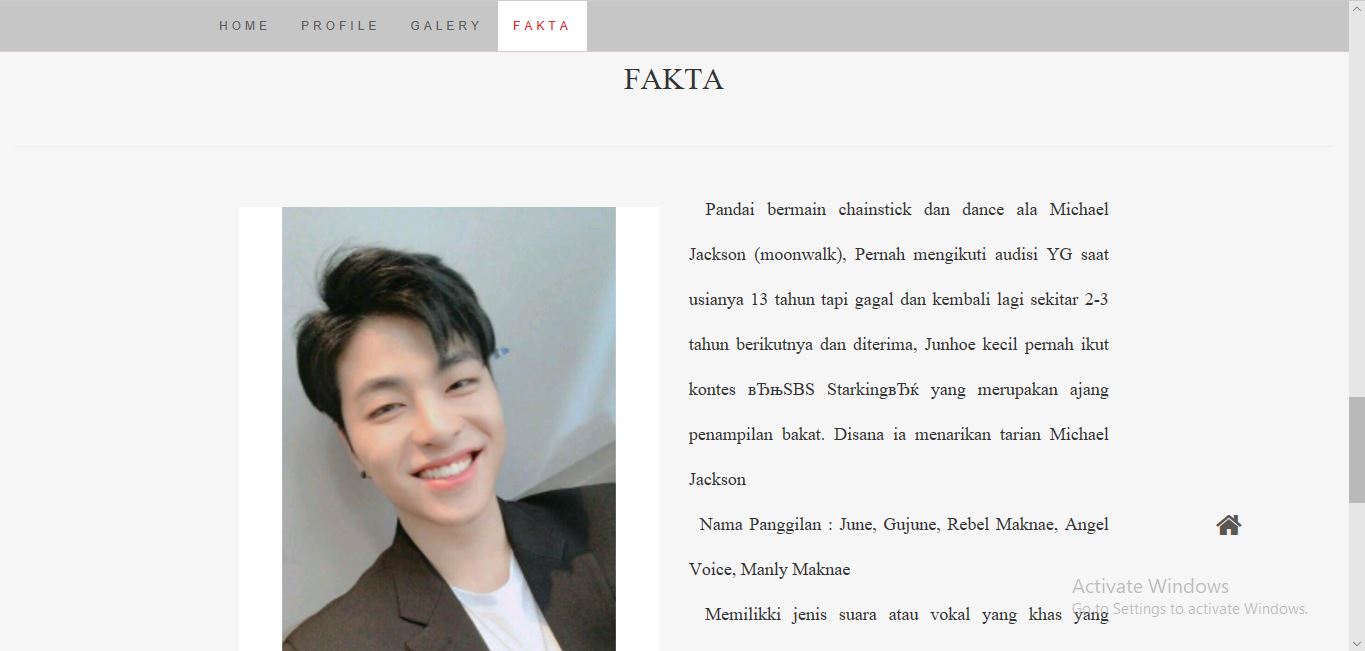 HOME PROFILE GALERY FAKTA
FAKTA
Pandai bermain chainstick dan dance ala Michael
Jackson (moonwalk), Pernah mengikuti audisi YG saat
usianya 13 tahun tapi gagal dan kembali lagi sekitar 2-3
tahun berikutnya dan diterima, Junhoe kecil pernah ikut
kontes вЂњSBS StarkingвЂќ yang merupakan ajang
penampilan bakat. Disana ia menarikan tarian Michael
Jackson
Nama Panggilan : June, Gujune, Rebel Maknae, Angel
Voice, Manly Maknae
Memilikki jenis suara atau vokal yang khas yang
Activate Windows
Go to Settings to activate Windows.